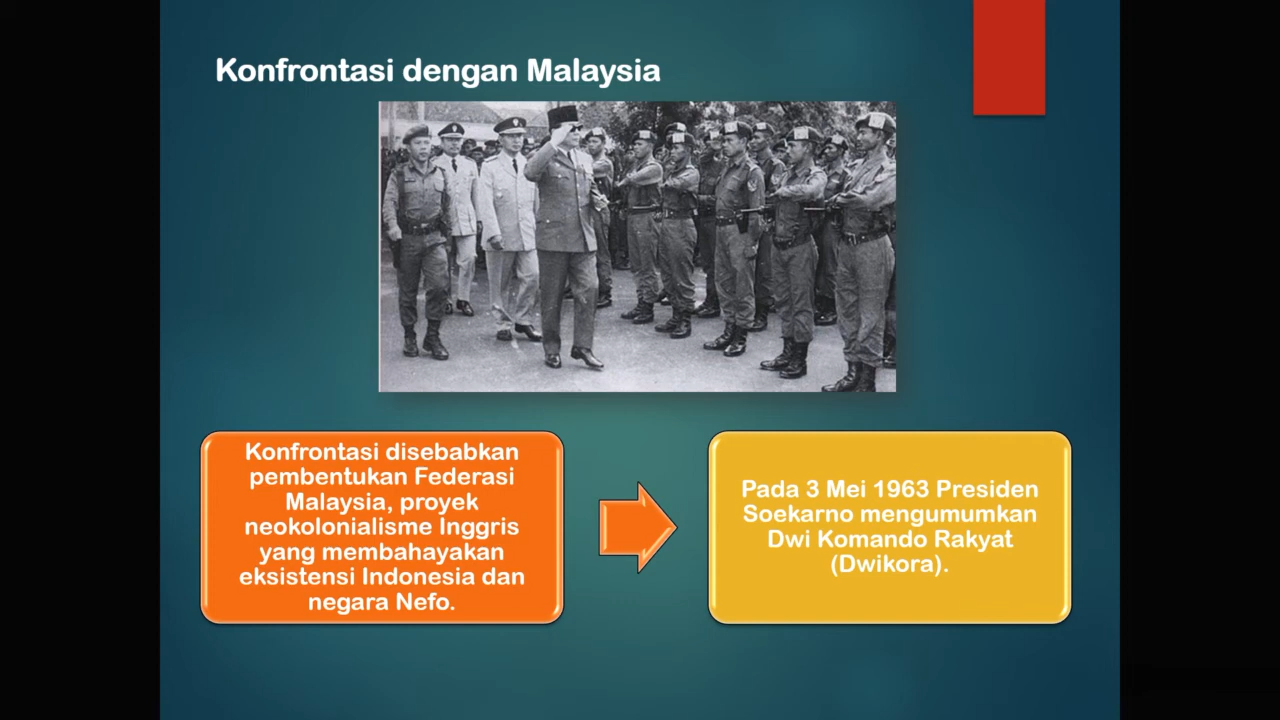 Konfrontasi dengan Malaysia
Konfrontasi disebabkan
pembentukan Federasi
Malaysia, proyek
neokolonialisme Inggris
yang membahayakan
eksistensi Indonesia dan
negara Nefo.
Pada 3 Mei 1963 Presiden
Soekarno mengumumkan
Dwi Komando Rakyat
(Dwikora).